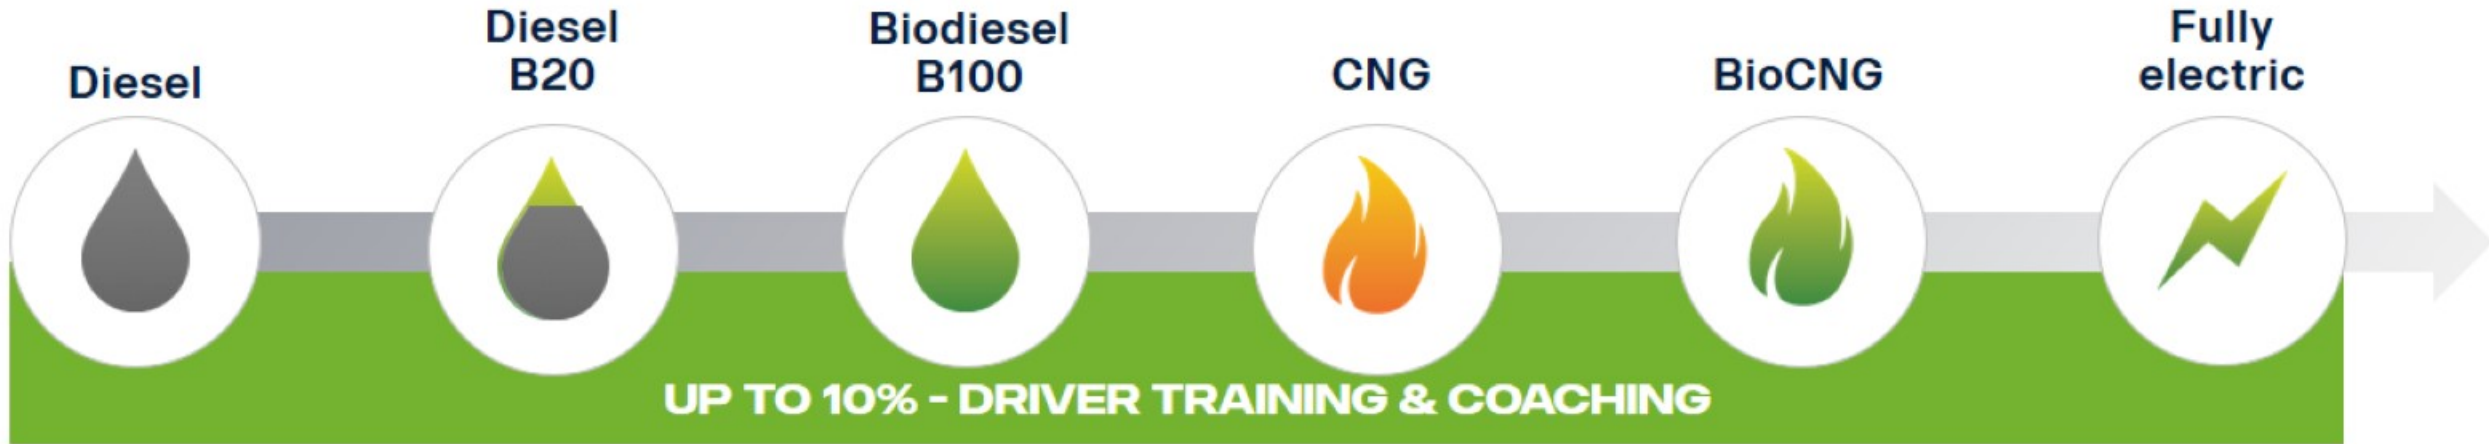 Diesel
Diesel
B20
Biodiesel
B100
CNG
BioCNG
Fully
electric
UP TO 10% - DRIVER TRAINING & COACHING